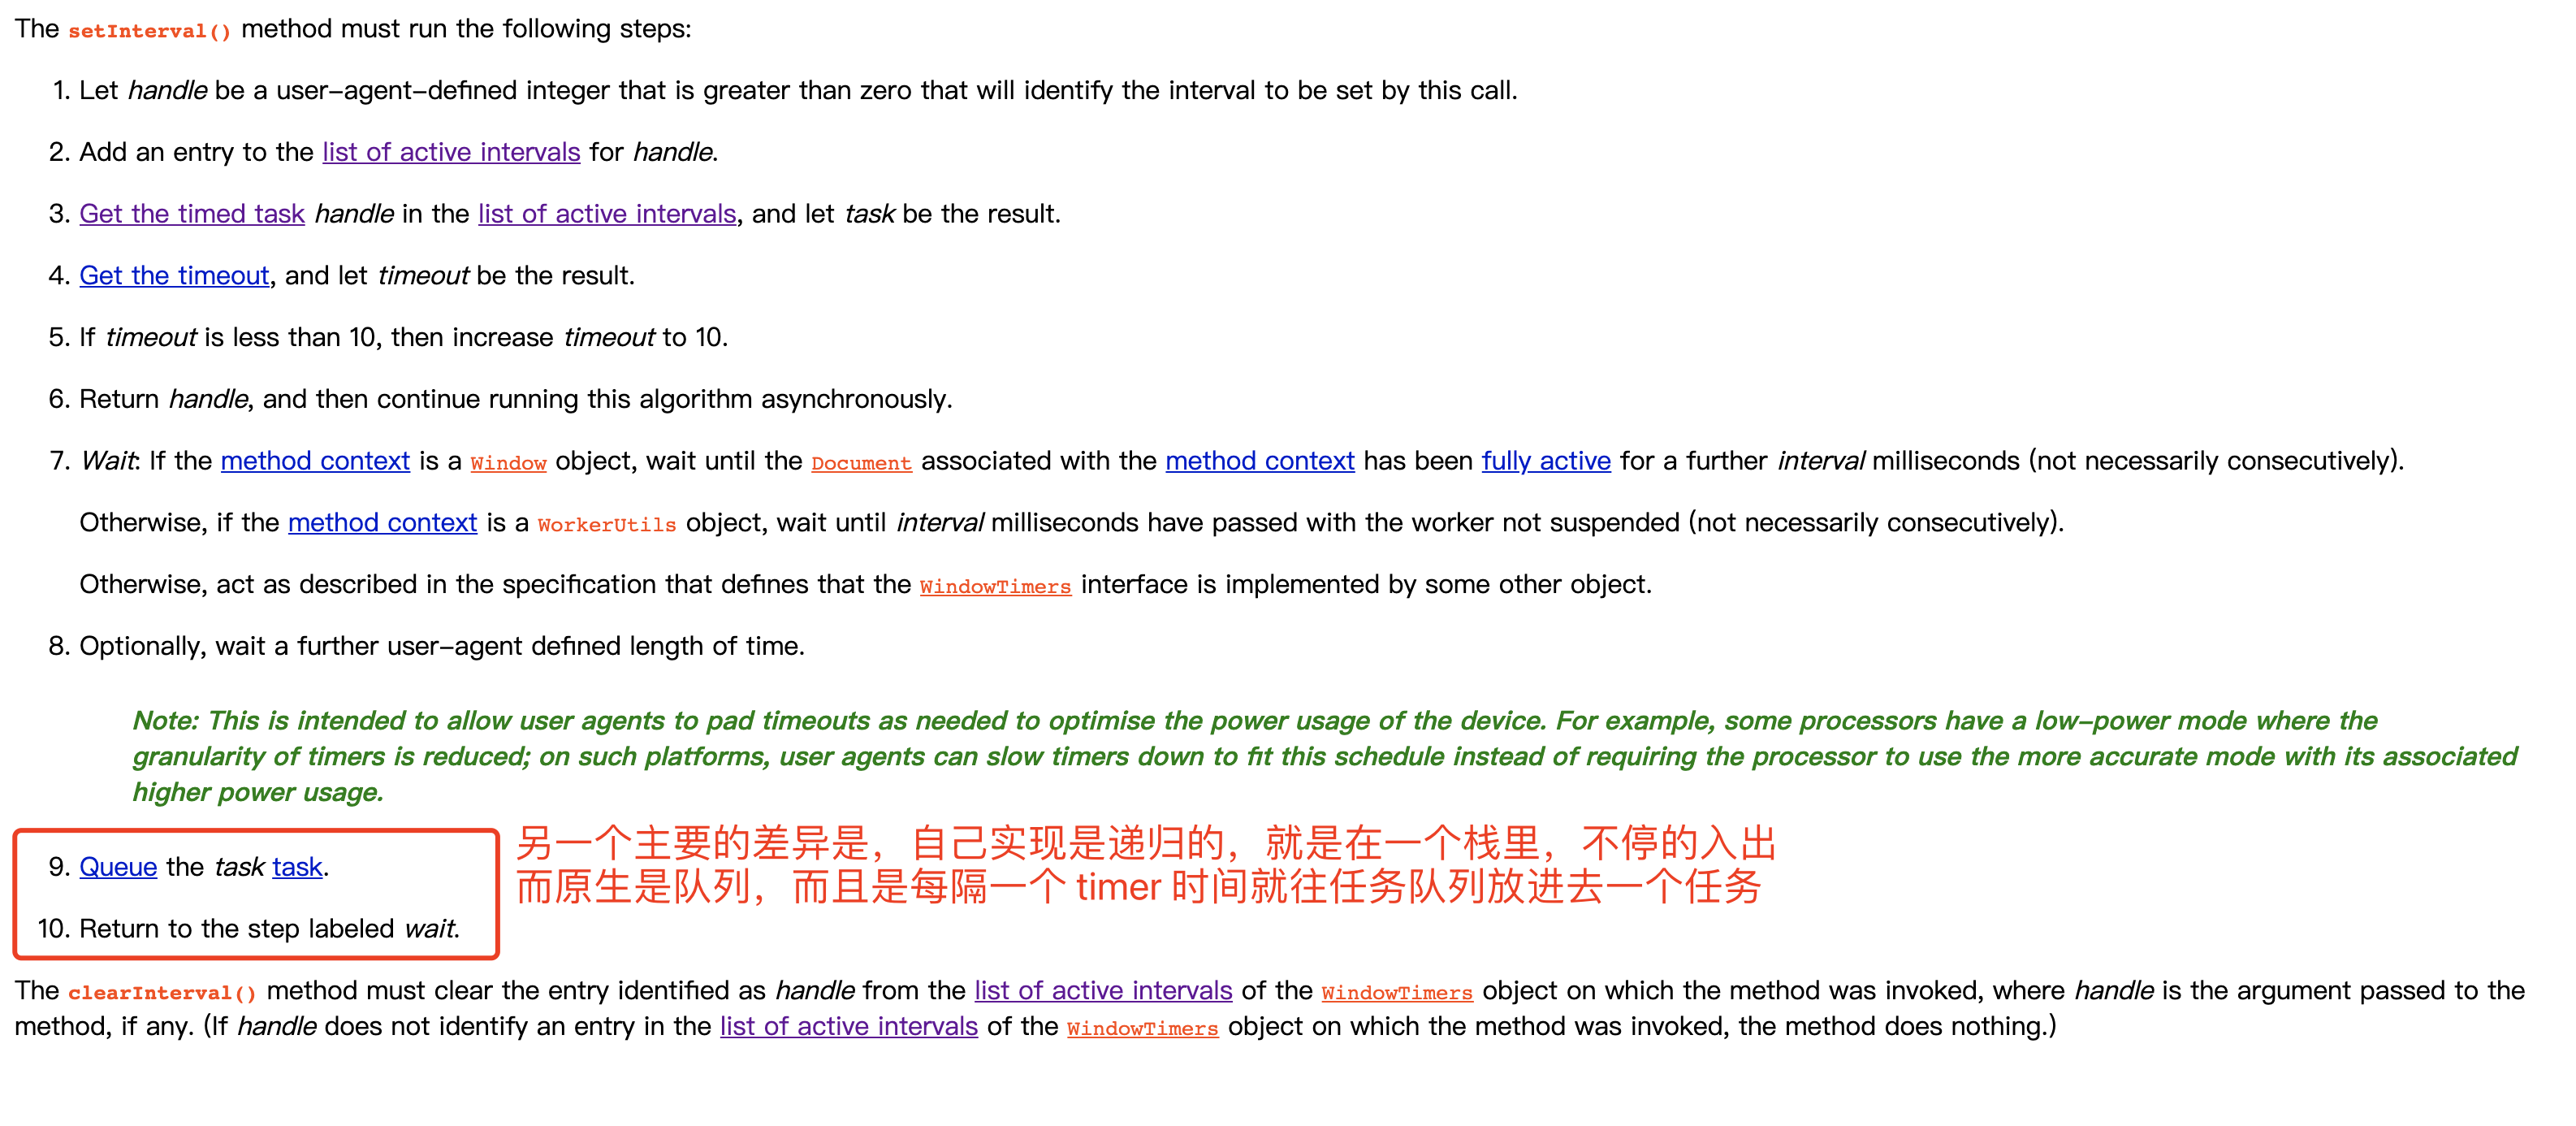 The setInterval() method must run the following steps:
1. Let handle be a user-agent-defined integer that is greater than zero that will identify the interval to be set by this call.
2. Add an entry to the list of active intervals for handle.
3. Get the timed task handle in the list of active intervals, and let task be the result.
4. Get the timeout, and let timeout be the result.
5. If timeout is less than 10, then increase timeout to 10.
6. Return handle, and then continue running this algorithm asynchronously.
7. Wait: If the method context is a Window object, wait until the Document associated with the method context has been fully active for a further interval milliseconds (not necessarily consecutively).
Otherwise, if the method context is a WorkerUtils object, wait until interval milliseconds have passed with the worker not suspended (not necessarily consecutively).
Otherwise, act as described in the specification that defines that the WindowTimers interface is implemented by some other object.
8. Optionally, wait a further user-agent defined length of time.
Note: This is intended to allow user agents to pad timeouts as needed to optimise the power usage of the device. For example, some processors have a low-power mode where the
granularity of timers is reduced; on such platforms, user agents can slow timers down to fit this schedule instead of requiring the processor to use the more accurate mode with its associated
higher power usage.
另一个主要的差异是，自己实现是递归的，就是在一个栈里，不停的入出
而原生是队列，而且是每隔一个 timer 时间就往任务队列放进去一个任务
9. Queue the task task.
10. Return to the step labeled wait.
The clearInterval() method must clear the entry identified as handle from the list of active intervals of the WindowTimers object on which the method was invoked, where handle is the argument passed to the
method, if any. (If handle does not identify an entry in the list of active intervals of the WindowTimers object on which the method was invoked, the method does nothing.)